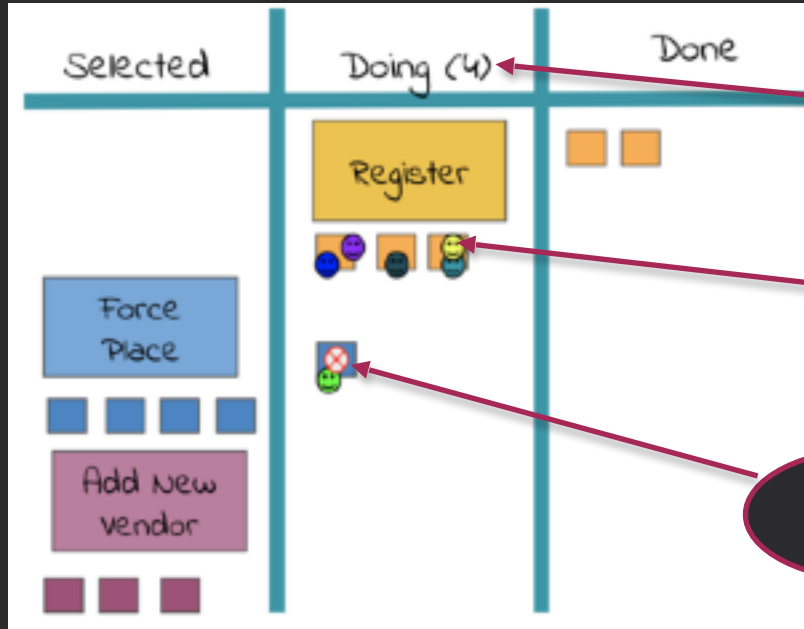 Selected
Doing (4)
Done
Register
Force
Place
Add New
Vendor